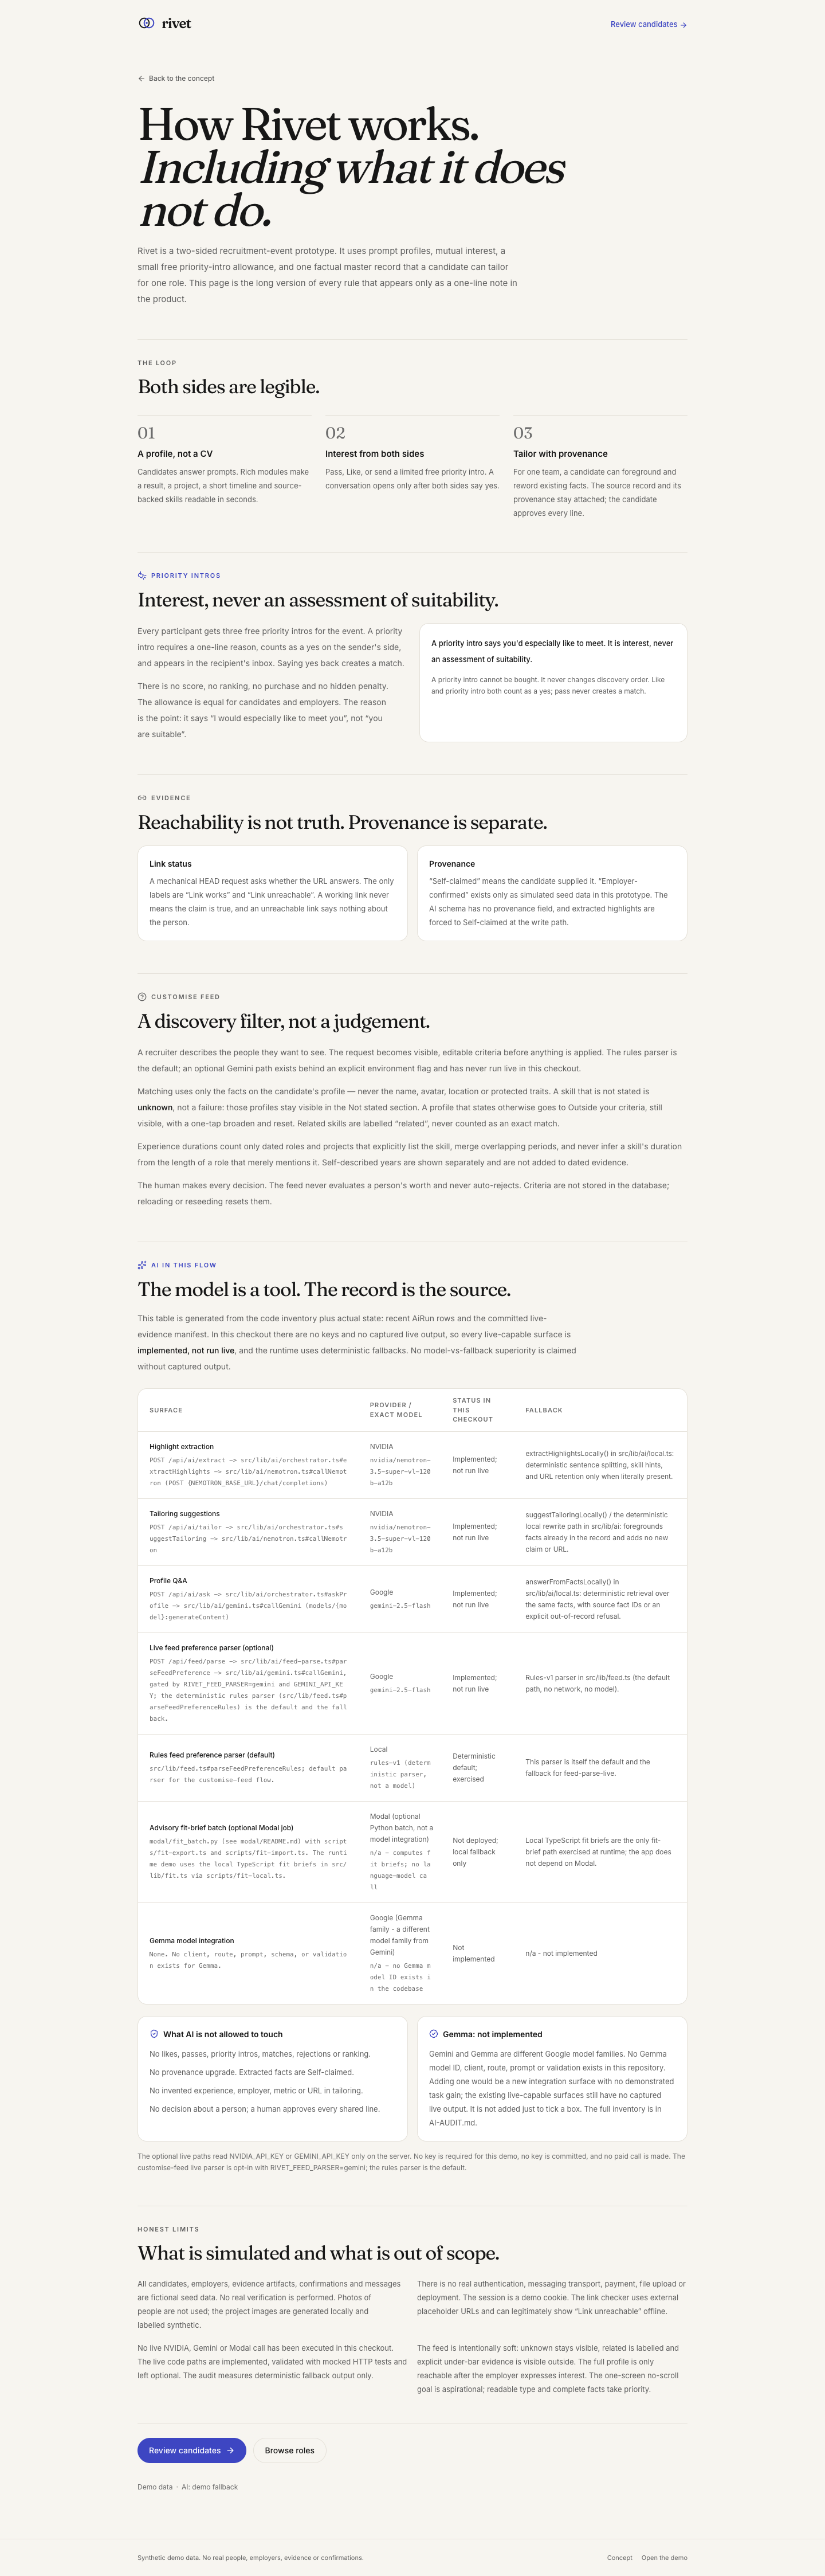 rivet
Review candidates →
← Back to the concept
How Rivet works.
Including what it does
not do.
Rivet is a two-sided recruitment-event prototype. It uses prompt profiles, mutual interest, a
small free priority-intro allowance, and one factual master record that a candidate can tailor
for one role. This page is the long version of every rule that appears only as a one-line note in
the product.
THE LOOP
Both sides are legible.
01
A profile, not a CV
Candidates answer prompts. Rich modules make
a result, a project, a short timeline and source-
backed skills readable in seconds.
02
Interest from both sides
Pass, Like, or send a limited free priority intro. A
conversation opens only after both sides say yes.
03
Tailor with provenance
For one team, a candidate can foreground and
reword existing facts. The source record and its
provenance stay attached; the candidate
approves every line.
PRIORITY INTROS
Interest, never an assessment of suitability.
Every participant gets three free priority intros for the event. A priority
intro requires a one-line reason, counts as a yes on the sender's side,
and appears in the recipient's inbox. Saying yes back creates a match.
There is no score, no ranking, no purchase and no hidden penalty.
The allowance is equal for candidates and employers. The reason
is the point: it says “I would especially like to meet you”, not “you
are suitable”.
A priority intro says you'd especially like to meet. It is interest, never
an assessment of suitability.
A priority intro cannot be bought. It never changes discovery order. Like
and priority intro both count as a yes; pass never creates a match.
EVIDENCE
Reachability is not truth. Provenance is separate.
Link status
A mechanical HEAD request asks whether the URL answers. The only
labels are “Link works” and “Link unreachable”. A working link never
means the claim is true, and an unreachable link says nothing about
the person.
Provenance
“Self-claimed” means the candidate supplied it. “Employer-
confirmed” exists only as simulated seed data in this prototype. The
AI schema has no provenance field, and extracted highlights are
forced to Self-claimed at the write path.
CUSTOMISE FEED
A discovery filter, not a judgement.
A recruiter describes the people they want to see. The request becomes visible, editable criteria before anything is applied. The rules parser is
the default; an optional Gemini path exists behind an explicit environment flag and has never run live in this checkout.
Matching uses only the facts on the candidate's profile — never the name, avatar, location or protected traits. A skill that is not stated is
unknown, not a failure: those profiles stay visible in the Not stated section. A profile that states otherwise goes to Outside your criteria, still
visible, with a one-tap broaden and reset. Related skills are labelled “related”, never counted as an exact match.
Experience durations count only dated roles and projects that explicitly list the skill, merge overlapping periods, and never infer a skill's duration
from the length of a role that merely mentions it. Self-described years are shown separately and are not added to dated evidence.
The human makes every decision. The feed never evaluates a person's worth and never auto-rejects. Criteria are not stored in the database;
reloading or reseeding resets them.
AI IN THIS FLOW
The model is a tool. The record is the source.
This table is generated from the code inventory plus actual state: recent AiRun rows and the committed live-
evidence manifest. In this checkout there are no keys and no captured live output, so every live-capable surface is
implemented, not run live, and the runtime uses deterministic fallbacks. No model-vs-fallback superiority is claimed
without captured output.
SURFACE
PROVIDER /
EXACT MODEL
STATUS IN
THIS
CHECKOUT
FALLBACK
Highlight extraction
POST /api/ai/extract -> src/lib/ai/orchestrator.ts#e
xtractHighlights -> src/lib/ai/nemotron.ts#callNemot
ron (POST {NEMOTRON_BASE_URL}/chat/completions)
NVIDIA
nvidia/nemotron-
3.5-super-vl-120
b-a12b
Implemented;
not run live
extractHighlightsLocally() in src/lib/ai/local.ts:
deterministic sentence splitting, skill hints,
and URL retention only when literally present.
Tailoring suggestions
POST /api/ai/tailor -> src/lib/ai/orchestrator.ts#s
uggestTailoring -> src/lib/ai/nemotron.ts#callNemotr
on
NVIDIA
nvidia/nemotron-
3.5-super-vl-120
b-a12b
Implemented;
not run live
suggestTailoringLocally() / the deterministic
local rewrite path in src/lib/ai: foregrounds
facts already in the record and adds no new
claim or URL.
Profile Q&A
POST /api/ai/ask -> src/lib/ai/orchestrator.ts#askPr
ofile -> src/lib/ai/gemini.ts#callGemini (models/{mo
del}:generateContent)
Google
gemini-2.5-flash
Implemented;
not run live
answerFromFactsLocally() in
src/lib/ai/local.ts: deterministic retrieval over
the same facts, with source fact IDs or an
explicit out-of-record refusal.
Live feed preference parser (optional)
POST /api/feed/parse -> src/lib/ai/feed-parse.ts#par
seFeedPreference -> src/lib/ai/gemini.ts#callGemini,
gated by RIVET_FEED_PARSER=gemini and GEMINI_API_KE
Y; the deterministic rules parser (src/lib/feed.ts#p
arseFeedPreferenceRules) is the default and the fall
back.
Google
gemini-2.5-flash
Implemented;
not run live
Rules-v1 parser in src/lib/feed.ts (the default
path, no network, no model).
Rules feed preference parser (default)
src/lib/feed.ts#parseFeedPreferenceRules; default pa
rser for the customise-feed flow.
Local
rules-v1 (determ
inistic parser,
not a model)
Deterministic
default;
exercised
This parser is itself the default and the
fallback for feed-parse-live.
Advisory fit-brief batch (optional Modal job)
modal/fit_batch.py (see modal/README.md) with script
s/fit-export.ts and scripts/fit-import.ts. The runti
me demo uses the local TypeScript fit briefs in src/
lib/fit.ts via scripts/fit-local.ts.
Modal (optional
Python batch, not a
model integration)
n/a - computes f
it briefs; no la
nguage-model ca
ll
Not deployed;
local fallback
only
Local TypeScript fit briefs are the only fit-
brief path exercised at runtime; the app does
not depend on Modal.
Gemma model integration
None. No client, route, prompt, schema, or validatio
n exists for Gemma.
Google (Gemma
family - a different
model family from
Gemini)
n/a - no Gemma m
odel ID exists i
n the codebase
Not
implemented
n/a - not implemented
What AI is not allowed to touch
No likes, passes, priority intros, matches, rejections or ranking.
No provenance upgrade. Extracted facts are Self-claimed.
No invented experience, employer, metric or URL in tailoring.
No decision about a person; a human approves every shared line.
Gemma: not implemented
Gemini and Gemma are different Google model families. No Gemma
model ID, client, route, prompt or validation exists in this repository.
Adding one would be a new integration surface with no demonstrated
task gain; the existing live-capable surfaces still have no captured
live output. It is not added just to tick a box. The full inventory is in
AI-AUDIT.md.
The optional live paths read NVIDIA_API_KEY or GEMINI_API_KEY only on the server. No key is required for this demo, no key is committed, and no paid call is made. The
customise-feed live parser is opt-in with RIVET_FEED_PARSER=gemini; the rules parser is the default.
HONEST LIMITS
What is simulated and what is out of scope.
All candidates, employers, evidence artifacts, confirmations and messages
are fictional seed data. No real verification is performed. Photos of
people are not used; the project images are generated locally and
labelled synthetic.
There is no real authentication, messaging transport, payment, file upload or
deployment. The session is a demo cookie. The link checker uses external
placeholder URLs and can legitimately show “Link unreachable” offline.
No live NVIDIA, Gemini or Modal call has been executed in this checkout.
The live code paths are implemented, validated with mocked HTTP tests and
left optional. The audit measures deterministic fallback output only.
The feed is intentionally soft: unknown stays visible, related is labelled and
explicit under-bar evidence is visible outside. The full profile is only
reachable after the employer expresses interest. The one-screen no-scroll
goal is aspirational; readable type and complete facts take priority.
Review candidates →
Browse roles
Demo data · AI: demo fallback
Synthetic demo data. No real people, employers, evidence or confirmations.
Concept
Open the demo